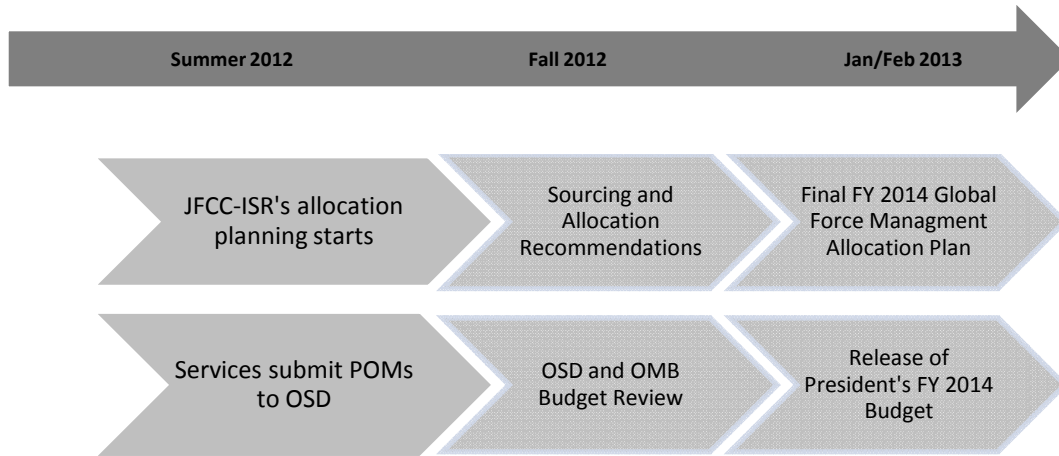 Summer 2012
Fall 2012
Jan/Feb 2013
JFCC-ISR's allocation
planning starts
Sourcing and
Allocation
Recommendations
Final FY 2014 Global
Force Managment
Allocation Plan
Services submit POMs
to OSD
OSD and OMB
Budget Review
Release of
President's FY 2014
Budget